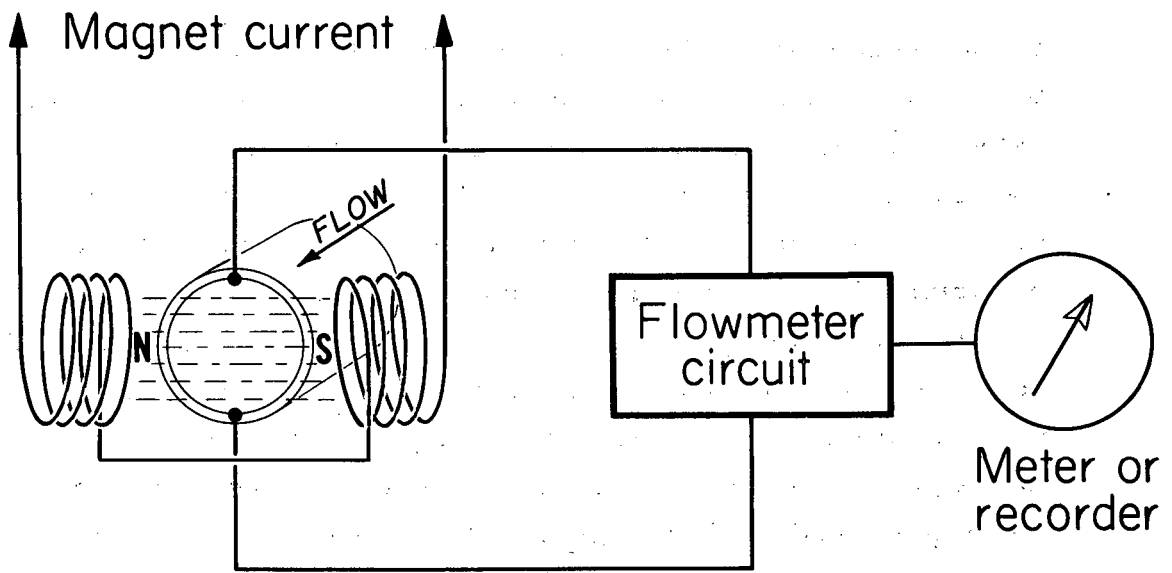 Magnet current
FLOW
N
S
Flowmeter
circuit
Meter or
recorder